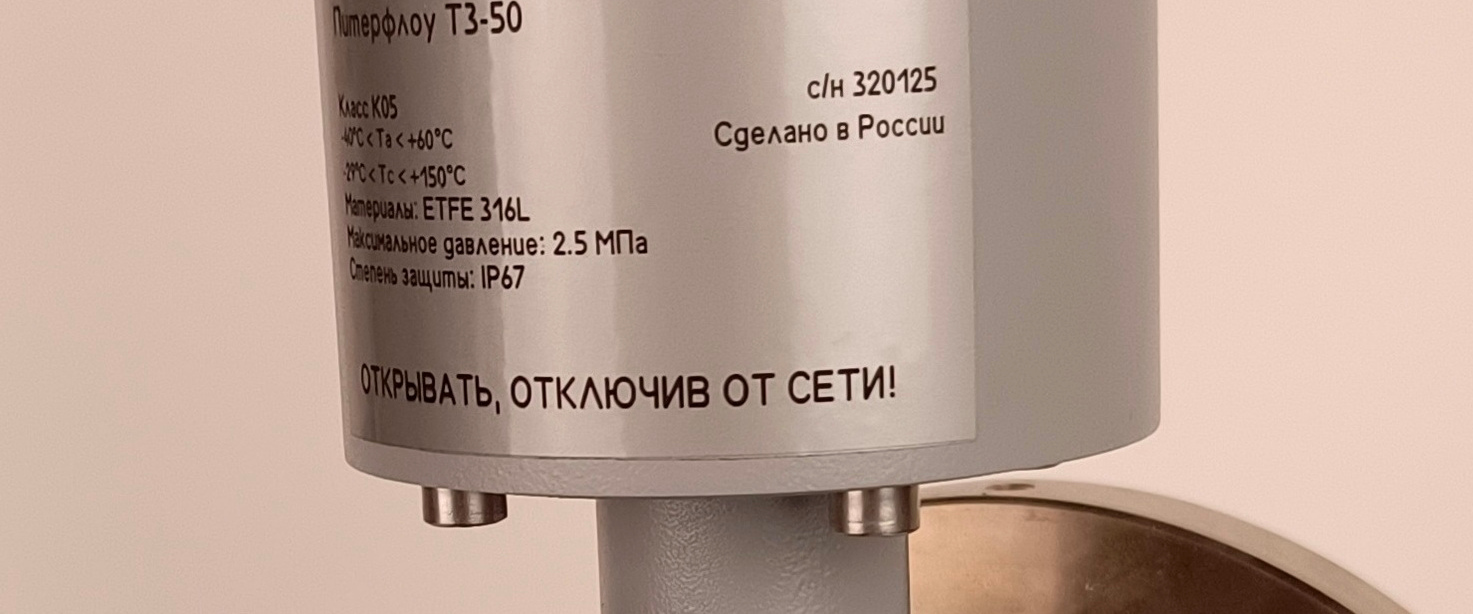 Питерфлоу Т3-50
с/н 320125
Сделано в России
Класс К05
-40°C < Ta < +60°C
-29°C < Tc < +150°C
Материалы: ETFE 316L
Максимальное давление: 2.5 МПа
Степень защиты: IP67
ОТКРЫВАТЬ, ОТКЛЮЧИВ ОТ СЕТИ!